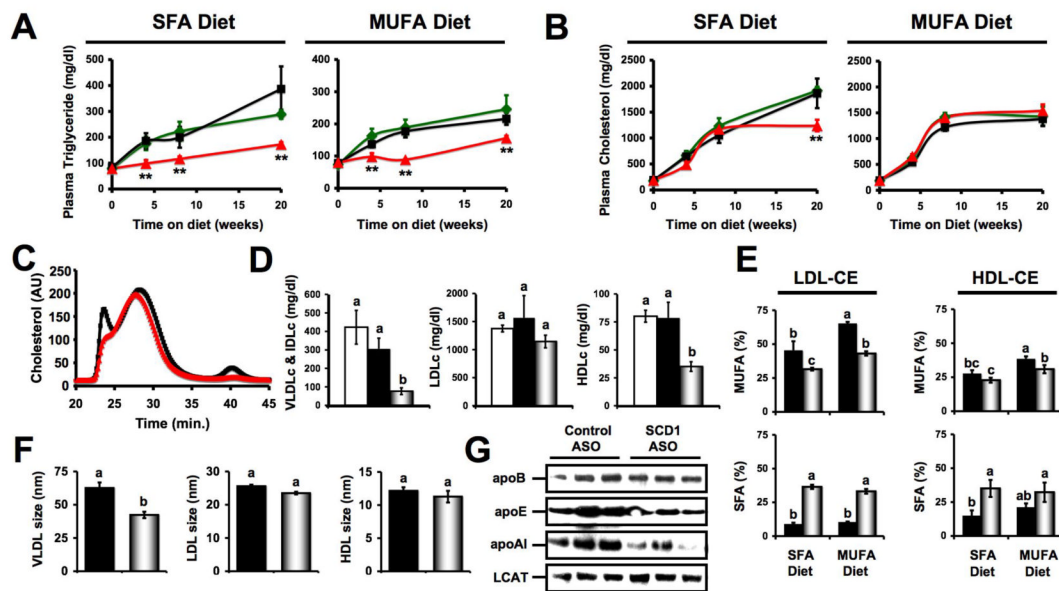 A
SFA Diet
MUFA Diet
Plasma Triglyceride (mg/dl)
500
400
300
200
100
0
**
**
**
0 5 10 15 20
Time on diet (weeks)
400
300
200
100
0
**
**
**
0 5 10 15 20
Time on diet (weeks)
B
SFA Diet
MUFA Diet
Plasma Cholesterol (mg/dl)
2500
2000
1500
1000
500
0
**
0 5 10 15 20
Time on diet (weeks)
2500
2000
1500
1000
500
0
0 5 10 15 20
Time on Diet (weeks)
C
Cholesterol (AU)
250
200
150
100
50
0
20 25 30 35 40 45
Time (min.)
D
VLDLc & IDLc (mg/dl)
600
500
400
300
200
100
0
a
a
b
LDLc (mg/dl)
2000
1500
1000
500
0
a
a
a
HDLc (mg/dl)
100
75
50
25
0
a
a
b
E
LDL-CE
HDL-CE
MUFA (%)
75
50
25
0
b
c
a
b
MUFA (%)
75
50
25
0
bc
c
a
b
SFA (%)
75
50
25
0
b
a
b
a
SFA Diet
MUFA Diet
SFA (%)
75
50
25
0
b
a
ab
a
SFA Diet
MUFA Diet
F
VLDL size (nm)
75
50
25
0
a
b
LDL size (nm)
30
20
10
0
a
a
HDL size (nm)
15
10
5
0
a
a
G
Control ASO
SCD1 ASO
apoB
apoE
apoAI
LCAT